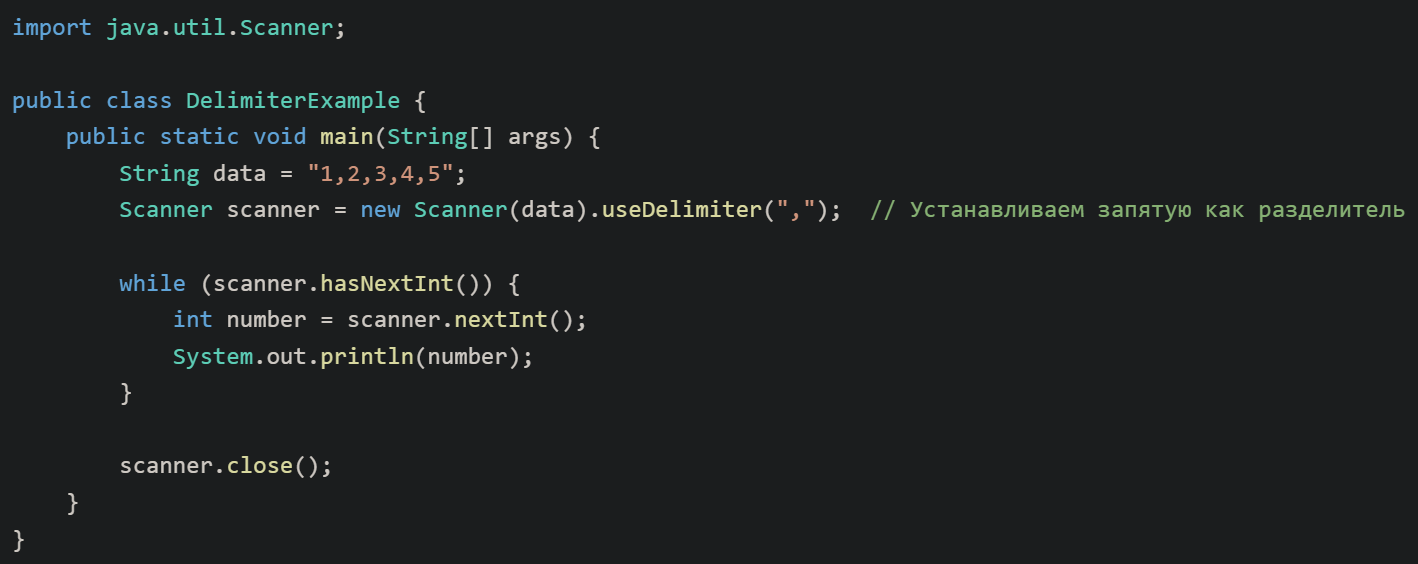 import java.util.Scanner;
public class DelimiterExample {
    public static void main(String[] args) {
        String data = "1,2,3,4,5";
        Scanner scanner = new Scanner(data).useDelimiter(",");  // Устанавливаем запятую как разделитель
        while (scanner.hasNextInt()) {
            int number = scanner.nextInt();
            System.out.println(number);
        }
        scanner.close();
    }
}